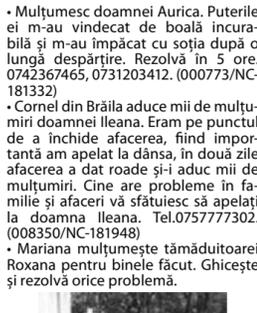 • Mulțumesc doamnei Aurica. Puterile
ei m-au vindecat de boală incura-
bilă și m-au împăcat cu soția după o
lungă despărțire. Rezolvă în 5 ore.
0742367465, 0731203412. (000773/NC-
181332)
• Cornel din Brăila aduce mii de mulțu-
miri doamnei Ileana. Eram pe punctul
de a închide afacerea, fiind impor-
tantă am apelat la dânsa, în două zile
afacerea a dat roade și-i aduc mii de
mulțumiri. Cine are probleme în fa-
milie și afaceri vă sfătuiesc să apelați
la doamna Ileana. Tel.0757777302.
(008350/NC-181948)
• Mariana mulțumește tămăduitoarei
Roxana pentru binele făcut. Ghicește
și rezolvă orice problemă.